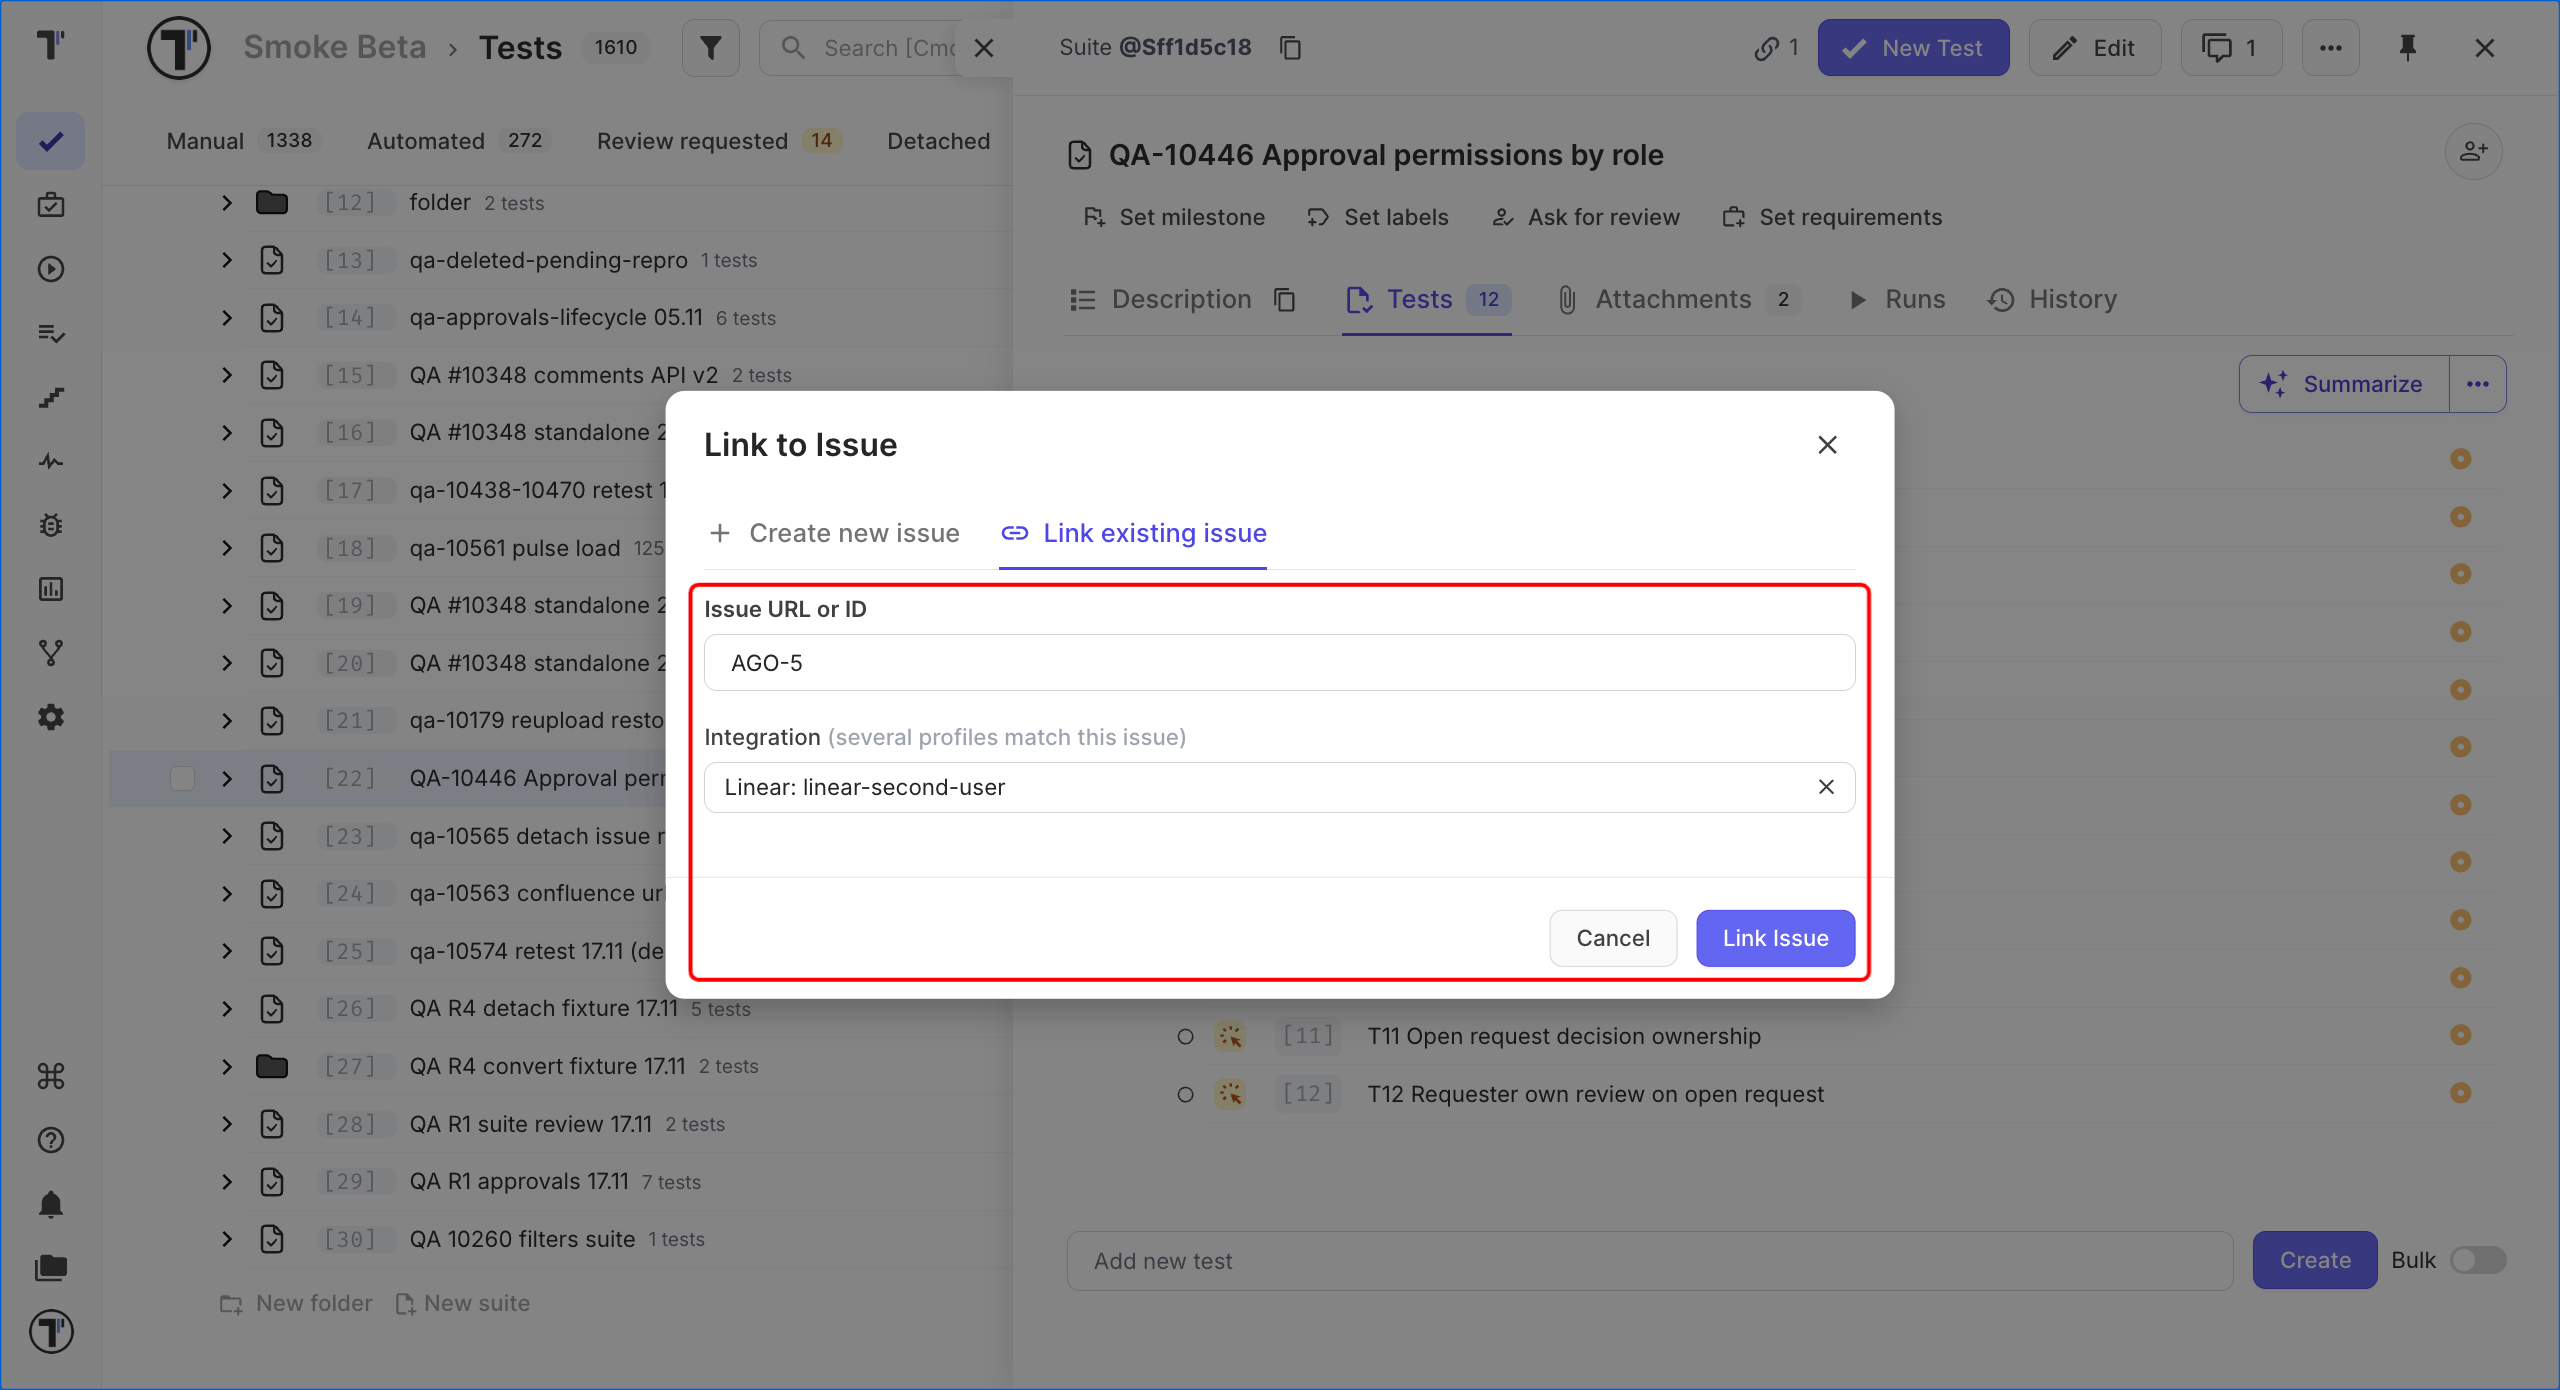 Smoke Beta > Tests 1610
Search [Cmd
Suite @Sff1d5c18
1
New Test
Edit
1
Manual 1338
Automated 272
Review requested 14
Detached
QA-10446 Approval permissions by role
Set milestone
Set labels
Ask for review
Set requirements
Description
Tests 12
Attachments 2
Runs
History
Summarize
[12] folder 2 tests
[13] qa-deleted-pending-repro 1 tests
[14] qa-approvals-lifecycle 05.11 6 tests
[15] QA #10348 comments API v2 2 tests
[16] QA #10348 standalone 2
[17] qa-10438-10470 retest 1
[18] qa-10561 pulse load 125
[19] QA #10348 standalone 2
[20] QA #10348 standalone 2
[21] qa-10179 reupload resto
[22] QA-10446 Approval perm
[23] qa-10565 detach issue r
[24] qa-10563 confluence url
[25] qa-10574 retest 17.11 (de
[26] QA R4 detach fixture 17.11 5 tests
[27] QA R4 convert fixture 17.11 2 tests
[28] QA R1 suite review 17.11 2 tests
[29] QA R1 approvals 17.11 7 tests
[30] QA 10260 filters suite 1 tests
New folder
New suite
Link to Issue
Create new issue
Link existing issue
Issue URL or ID
AGO-5
Integration (several profiles match this issue)
Linear: linear-second-user
Cancel
Link Issue
[11] T11 Open request decision ownership
[12] T12 Requester own review on open request
Add new test
Create
Bulk